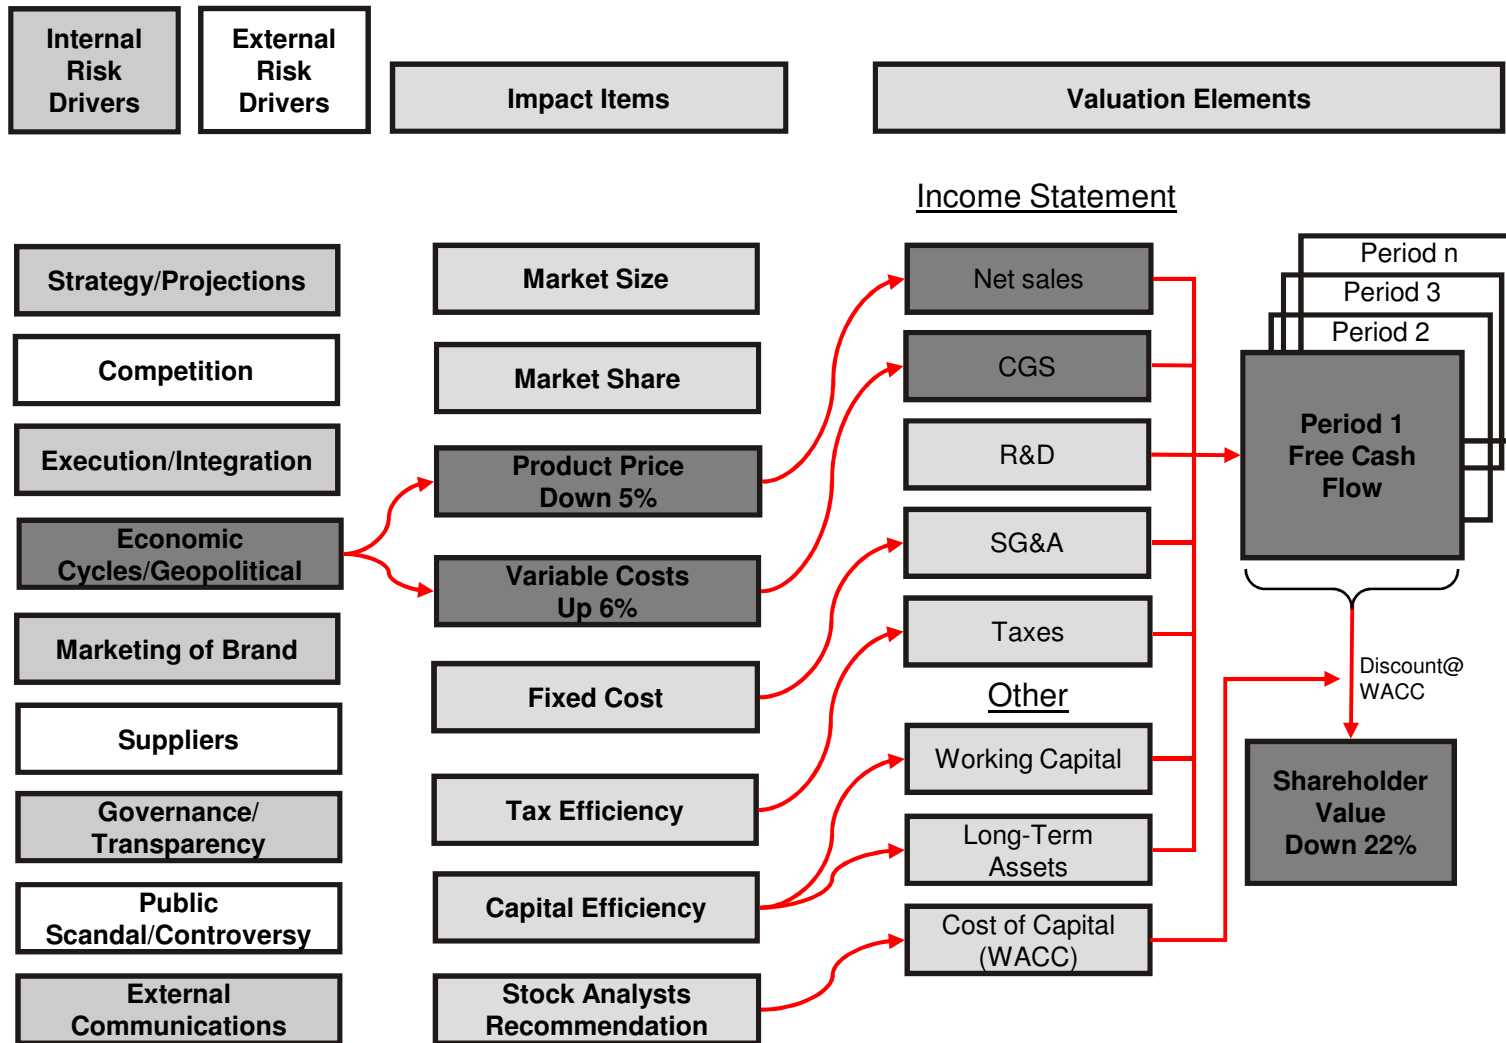 Internal
Risk
Drivers
External
Risk
Drivers
Impact Items
Valuation Elements
Income Statement
Strategy/Projections
Competition
Execution/Integration
Economic
Cycles/Geopolitical
Marketing of Brand
Suppliers
Governance/
Transparency
Public
Scandal/Controversy
External
Communications
Market Size
Market Share
Product Price
Down 5%
Variable Costs
Up 6%
Fixed Cost
Tax Efficiency
Capital Efficiency
Stock Analysts
Recommendation
Net sales
CGS
R&D
SG&A
Taxes
Other
Working Capital
Long-Term
Assets
Cost of Capital
(WACC)
Period n
Period 3
Period 2
Period 1
Free Cash
Flow
Discount@
WACC
Shareholder
Value
Down 22%